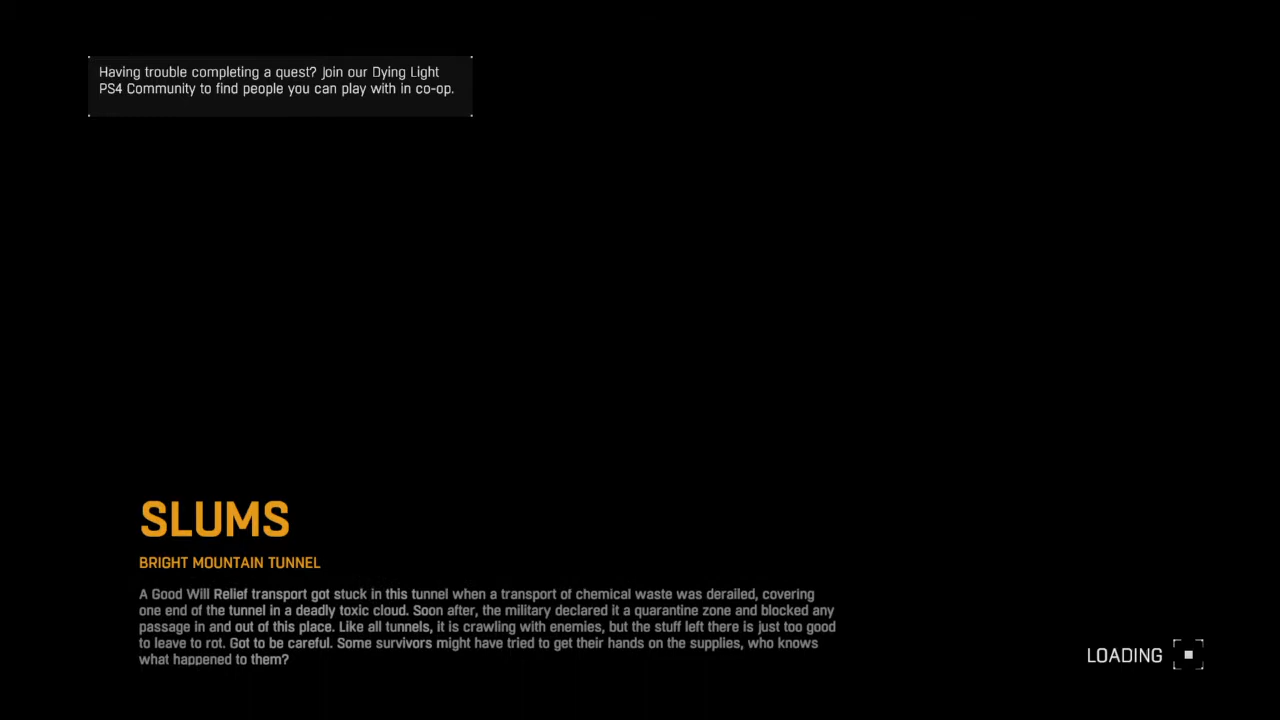 Having trouble completing a quest? Join our Dying Light
PS4 Community to find people you can play with in co-op.
SLUMS
BRIGHT MOUNTAIN TUNNEL
A Good Will Relief transport got stuck in this tunnel when a transport of chemical waste was derailed, covering
one end of the tunnel in a deadly toxic cloud. Soon after, the military declared it a quarantine zone and blocked any
passage in and out of this place. Like all tunnels, it is crawling with enemies, but the stuff left there is just too good
to leave to rot. Got to be careful. Some survivors might have tried to get their hands on the supplies, who knows
what happened to them?
LOADING